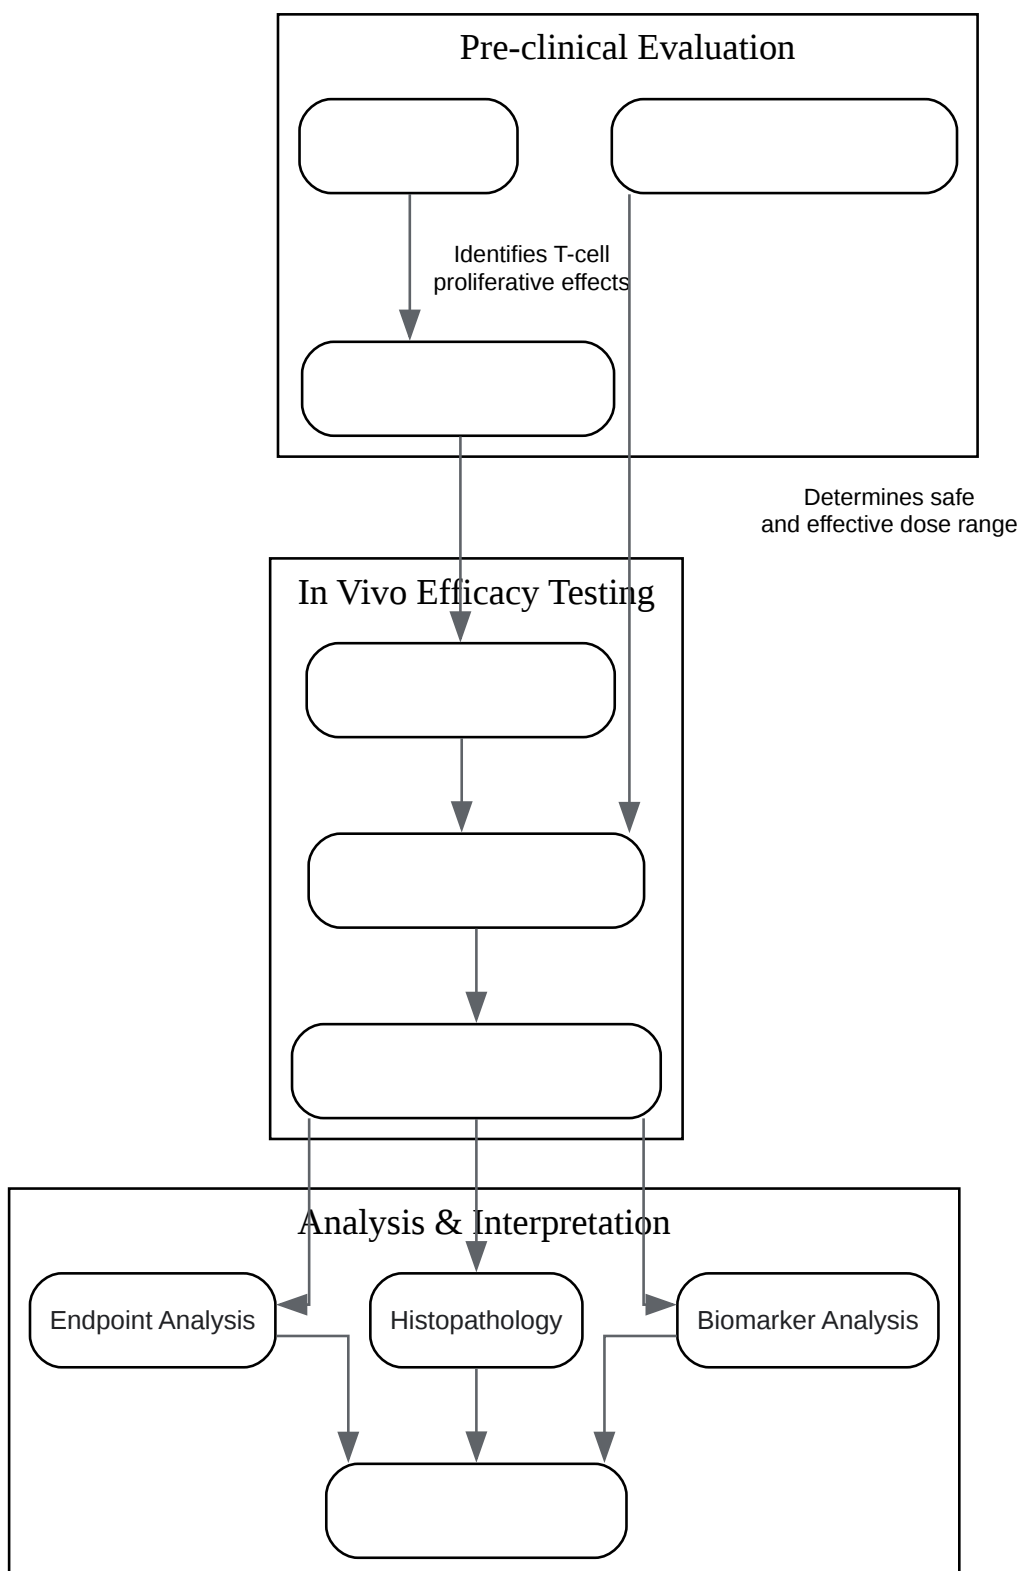 Pre-clinical Evaluation
Identifies T-cell
proliferative effects
Determines safe
and effective dose range
In Vivo Efficacy Testing
Analysis & Interpretation
Endpoint Analysis
Histopathology
Biomarker Analysis